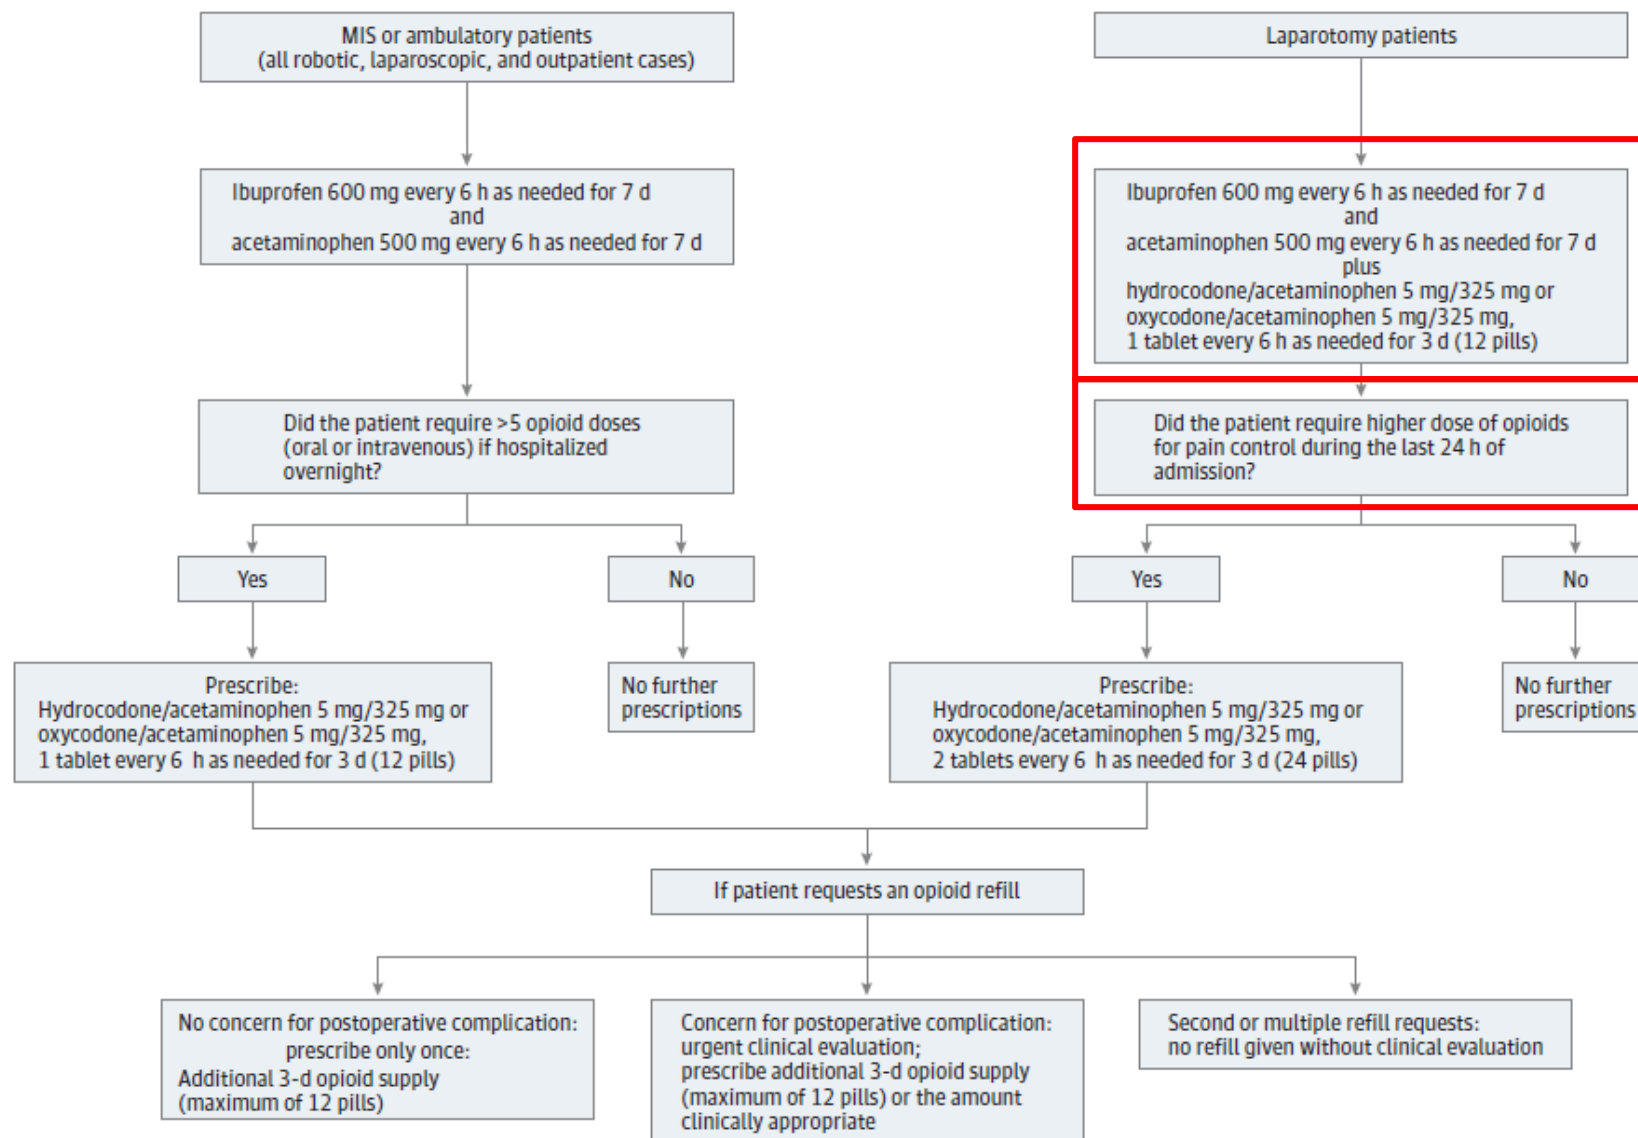 MIS or ambulatory patients
(all robotic, laparoscopic, and outpatient cases)
Ibuprofen 600 mg every 6 h as needed for 7 d
and
acetaminophen 500 mg every 6 h as needed for 7 d
Did the patient require >5 opioid doses
(oral or intravenous) if hospitalized
overnight?
Yes
No
Prescribe:
Hydrocodone/acetaminophen 5 mg/325 mg or
oxycodone/acetaminophen 5 mg/325 mg,
1 tablet every 6 h as needed for 3 d (12 pills)
No further
prescriptions
Laparotomy patients
Ibuprofen 600 mg every 6 h as needed for 7 d
and
acetaminophen 500 mg every 6 h as needed for 7 d
plus
hydrocodone/acetaminophen 5 mg/325 mg or
oxycodone/acetaminophen 5 mg/325 mg,
1 tablet every 6 h as needed for 3 d (12 pills)
Did the patient require higher dose of opioids
for pain control during the last 24 h of
admission?
Yes
No
Prescribe:
Hydrocodone/acetaminophen 5 mg/325 mg or
oxycodone/acetaminophen 5 mg/325 mg,
2 tablets every 6 h as needed for 3 d (24 pills)
No further
prescriptions
If patient requests an opioid refill
No concern for postoperative complication:
prescribe only once:
Additional 3-d opioid supply
(maximum of 12 pills)
Concern for postoperative complication:
urgent clinical evaluation;
prescribe additional 3-d opioid supply
(maximum of 12 pills) or the amount
clinically appropriate
Second or multiple refill requests:
no refill given without clinical evaluation